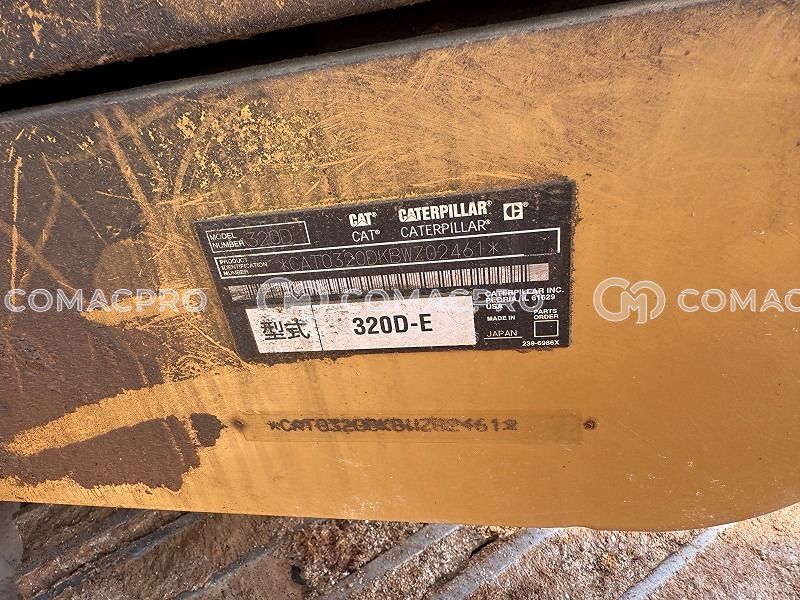 CAT® CATERPILLAR®
CAT® CATERPILLAR®
MODEL NUMBER 320D
PRODUCT IDENTIFICATION NUMBER *CAT0320DKBWZ02461*
CATERPILLAR INC.
PEORIA, IL 61629
USA
MADE IN JAPAN
PARTS ORDER
型式 320D-E
239-6986X
*CAT0320DKBWZ02461*
COMACPRO COMACPRO COMACPRO